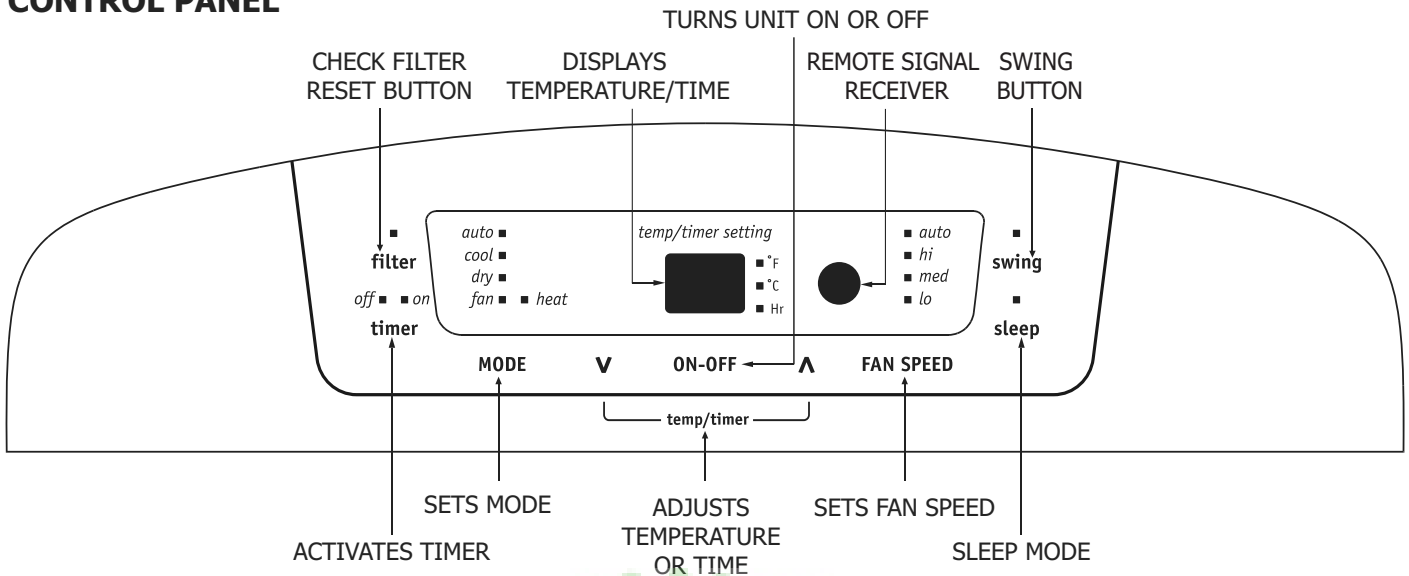 CONTROL PANEL
TURNS UNIT ON OR OFF
CHECK FILTER
RESET BUTTON
DISPLAYS
TEMPERATURE/TIME
REMOTE SIGNAL
RECEIVER
SWING
BUTTON
filter
off on
timer
auto
cool
dry
fan heat
temp/timer setting
°F
°C
Hr
auto
hi
med
lo
swing
sleep
MODE V ON-OFF Λ FAN SPEED
temp/timer
SETS MODE
ADJUSTS
TEMPERATURE
OR TIME
SETS FAN SPEED
ACTIVATES TIMER
SLEEP MODE